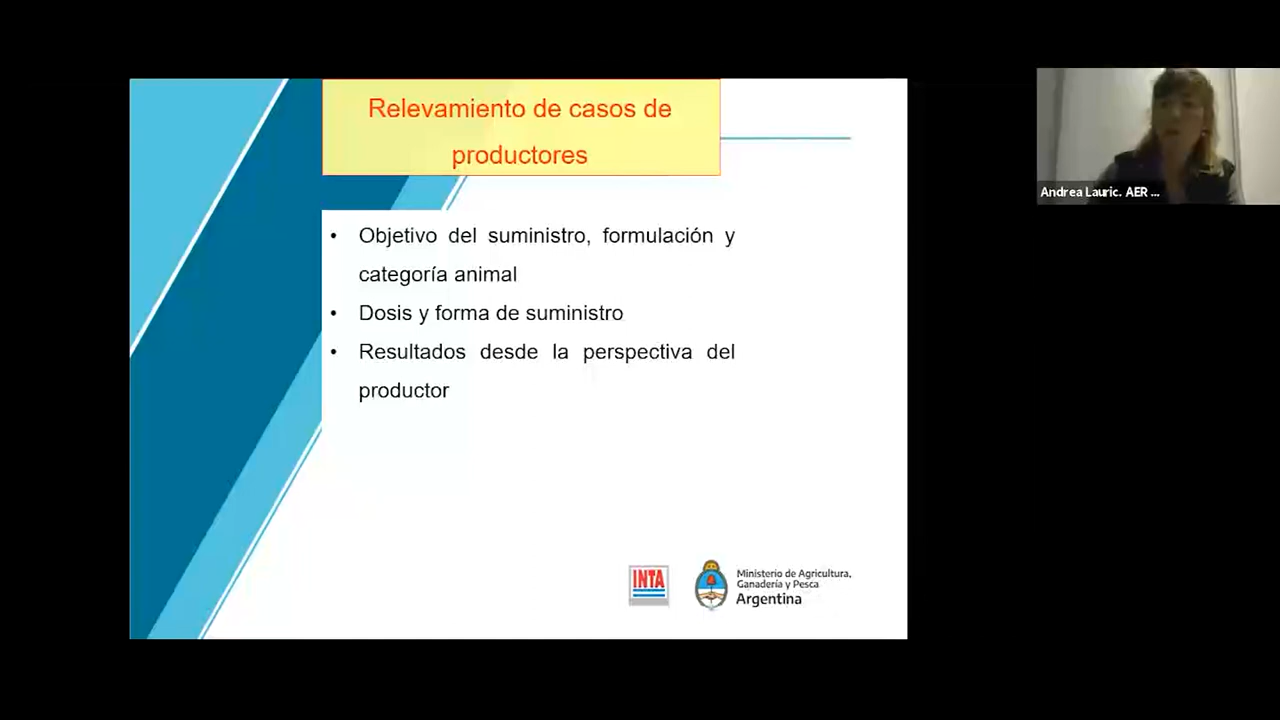 Relevamiento de casos de
productores
• Objetivo del suministro, formulación y
categoría animal
• Dosis y forma de suministro
• Resultados desde la perspectiva del
productor
INTA
Ministerio de Agricultura,
Ganadería y Pesca
Argentina
Andrea Lauric. AER ...